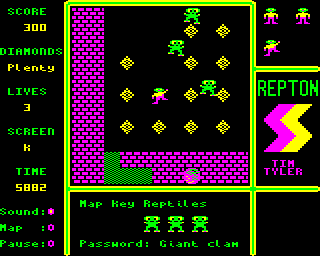 SCORE
300
DIAMONDS
Plenty
LIVES
3
SCREEN
k
TIME
5882
Sound:
Map :
Pause:
REPTON
TIM
TYLER
Map Key Reptiles
Password: Giant clam